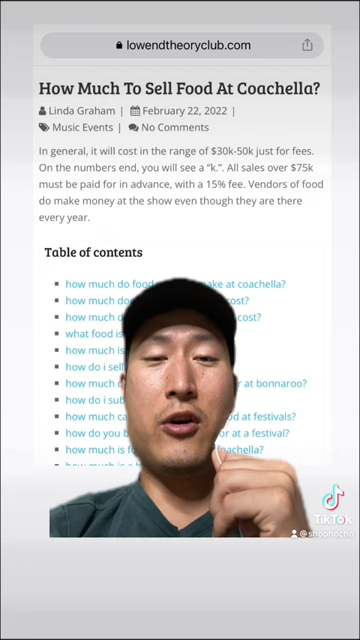 lowendtheoryclub.com
How Much To Sell Food At Coachella?
Linda Graham | February 22, 2022 |
Music Events | No Comments
In general, it will cost in the range of $30k-50k just for fees.
On the numbers end, you will see a “k.”. All sales over $75k
must be paid for in advance, with a 15% fee. Vendors of food
do make money at the show even though they are there
every year.
Table of contents
how much do food make at coachella?
how much cost?
how much cost?
what food is
how much is
how do i sell
how much at bonnaroo?
how do i
how much at festivals?
how do you at a festival?
how much is coachella?
TikTok
@shophocho